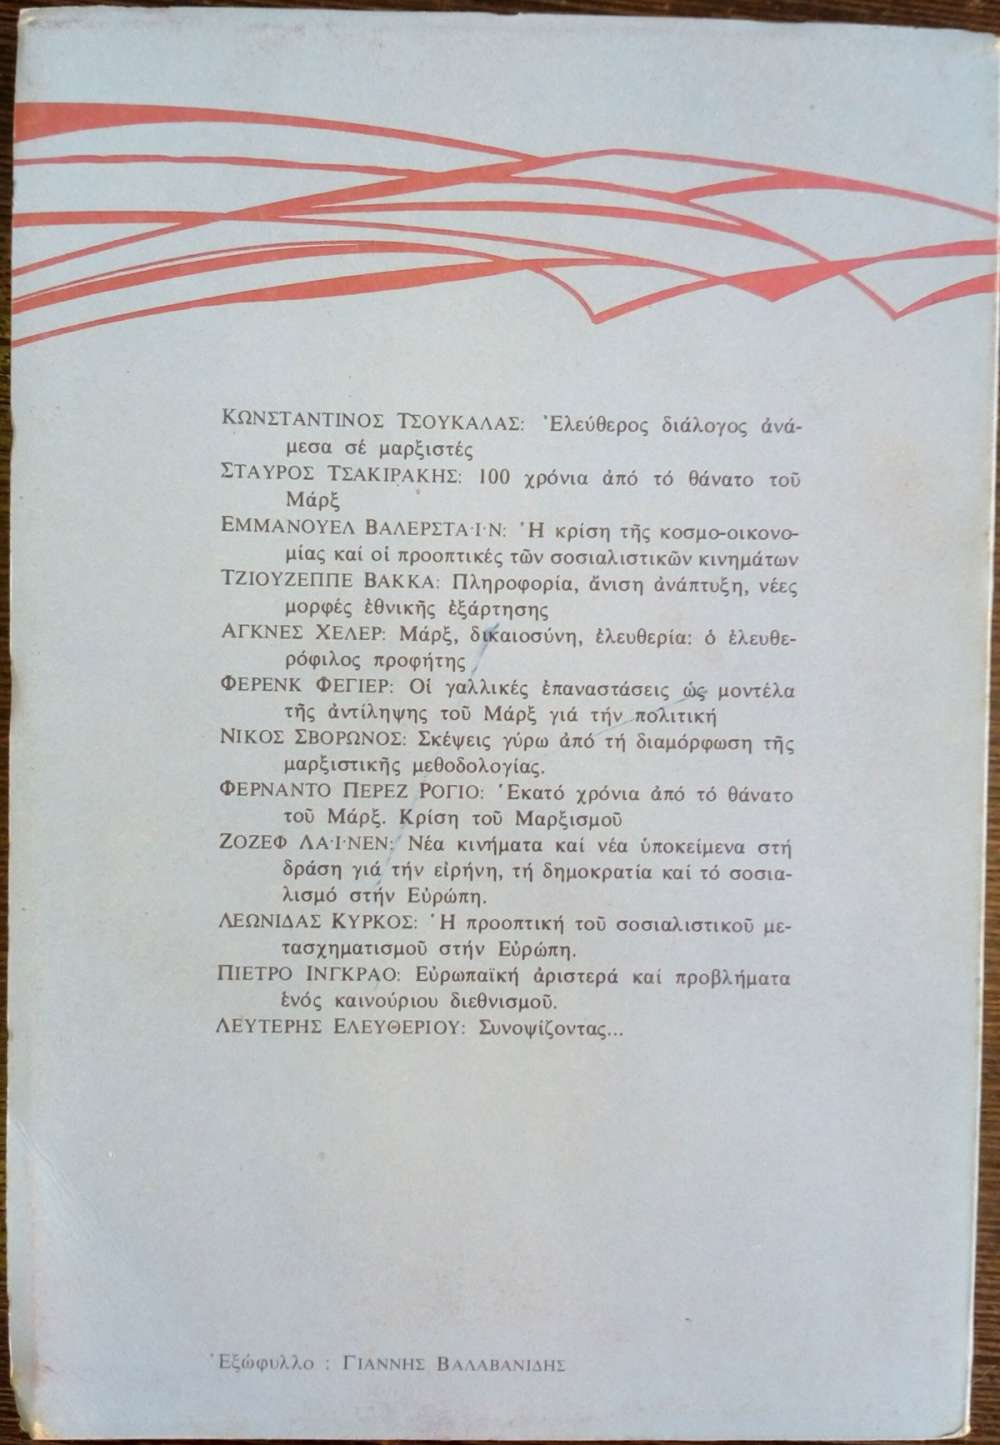 ΚΩΝΣΤΑΝΤΙΝΟΣ ΤΣΟΥΚΑΛΑΣ: Ἐλεύθερος διάλογος ἀνά-
μεσα σέ μαρξιστές
ΣΤΑΥΡΟΣ ΤΣΑΚΙΡΑΚΗΣ: 100 χρόνια ἀπό τό θάνατο τοῦ
Μάρξ
ΕΜΜΑΝΟΥΕΛ ΒΑΛΕΡΣΤΑ·Ι·Ν: Ἡ κρίση τῆς κοσμο-οικονο-
μίας καί οἱ προοπτικές τῶν σοσιαλιστικῶν κινημάτων
ΤΖΙΟΥΖΕΠΠΕ ΒΑΚΚΑ: Πληροφορία, ἄνιση ἀνάπτυξη, νέες
μορφές ἐθνικῆς ἐξάρτησης
ΑΓΚΝΕΣ ΧΕΛΕΡ: Μάρξ, δικαιοσύνη, ἐλευθερία: ὁ ἐλευθε-
ρόφιλος προφήτης
ΦΕΡΕΝΚ ΦΕΓΙΕΡ: Οἱ γαλλικές ἐπαναστάσεις ὡς μοντέλα
τῆς ἀντίληψης τοῦ Μάρξ γιά τήν πολιτική
ΝΙΚΟΣ ΣΒΟΡΩΝΟΣ: Σκέψεις γύρω ἀπό τή διαμόρφωση τῆς
μαρξιστικῆς μεθοδολογίας.
ΦΕΡΝΑΝΤΟ ΠΕΡΕΖ ΡΟΓΙΟ: Ἑκατό χρόνια ἀπό τό θάνατο
τοῦ Μάρξ. Κρίση τοῦ Μαρξισμοῦ
ΖΟΖΕΦ ΛΑ·Ι·ΝΕΝ: Νέα κινήματα καί νέα ὑποκείμενα στή
δράση γιά τήν εἰρήνη, τή δημοκρατία καί τό σοσια-
λισμό στήν Εὐρώπη.
ΛΕΩΝΙΔΑΣ ΚΥΡΚΟΣ: Ἡ προοπτική τοῦ σοσιαλιστικοῦ με-
τασχηματισμοῦ στήν Εὐρώπη.
ΠΙΕΤΡΟ ΙΝΓΚΡΑΟ: Εὐρωπαϊκή ἀριστερά καί προβλήματα
ἑνός καινούριου διεθνισμοῦ.
ΛΕΥΤΕΡΗΣ ΕΛΕΥΘΕΡΙΟΥ: Συνοψίζοντας...
Ἐξώφυλλο : ΓΙΑΝΝΗΣ ΒΑΛΑΒΑΝΙΔΗΣ